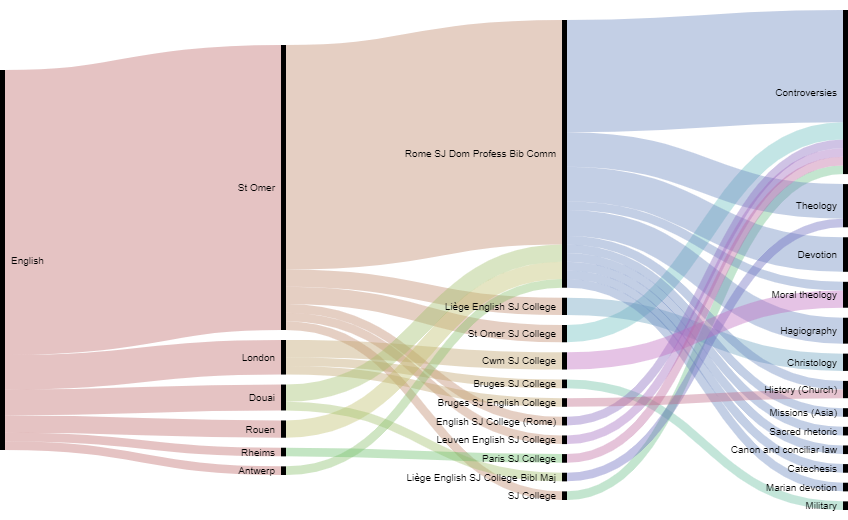 English
St Omer
London
Douai
Rouen
Rheims
Antwerp
Rome SJ Dom Profess Bib Comm
Liège English SJ College
St Omer SJ College
Cwm SJ College
Bruges SJ College
Bruges SJ English College
English SJ College (Rome)
Leuven English SJ College
Paris SJ College
Liège English SJ College Bibl Maj
SJ College
Controversies
Theology
Devotion
Moral theology
Hagiography
Christology
History (Church)
Missions (Asia)
Sacred rhetoric
Canon and conciliar law
Catechesis
Marian devotion
Military